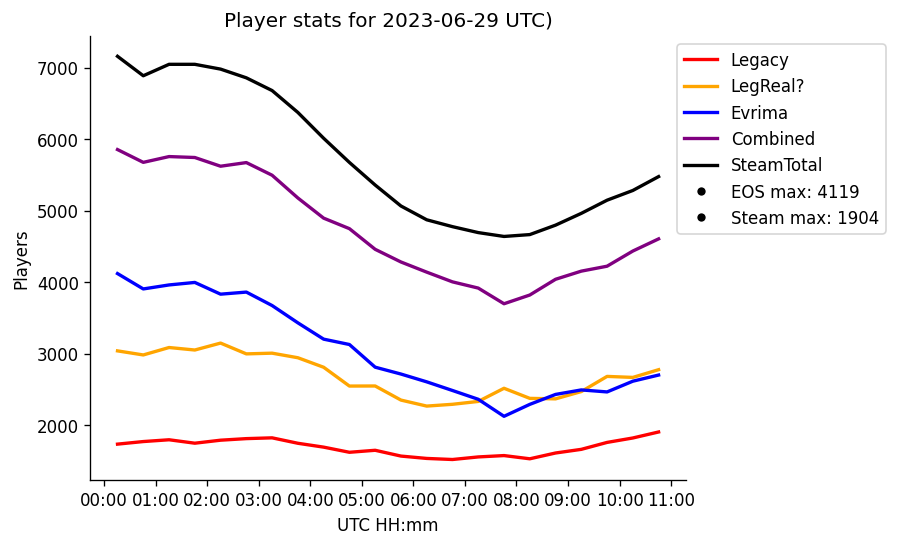 Player stats for 2023-06-29 UTC)
Legacy
LegReal?
Evrima
Combined
SteamTotal
EOS max: 4119
Steam max: 1904
Players
7000
6000
5000
4000
3000
2000
00:00 01:00 02:00 03:00 04:00 05:00 06:00 07:00 08:00 09:00 10:00 11:00
UTC HH:mm